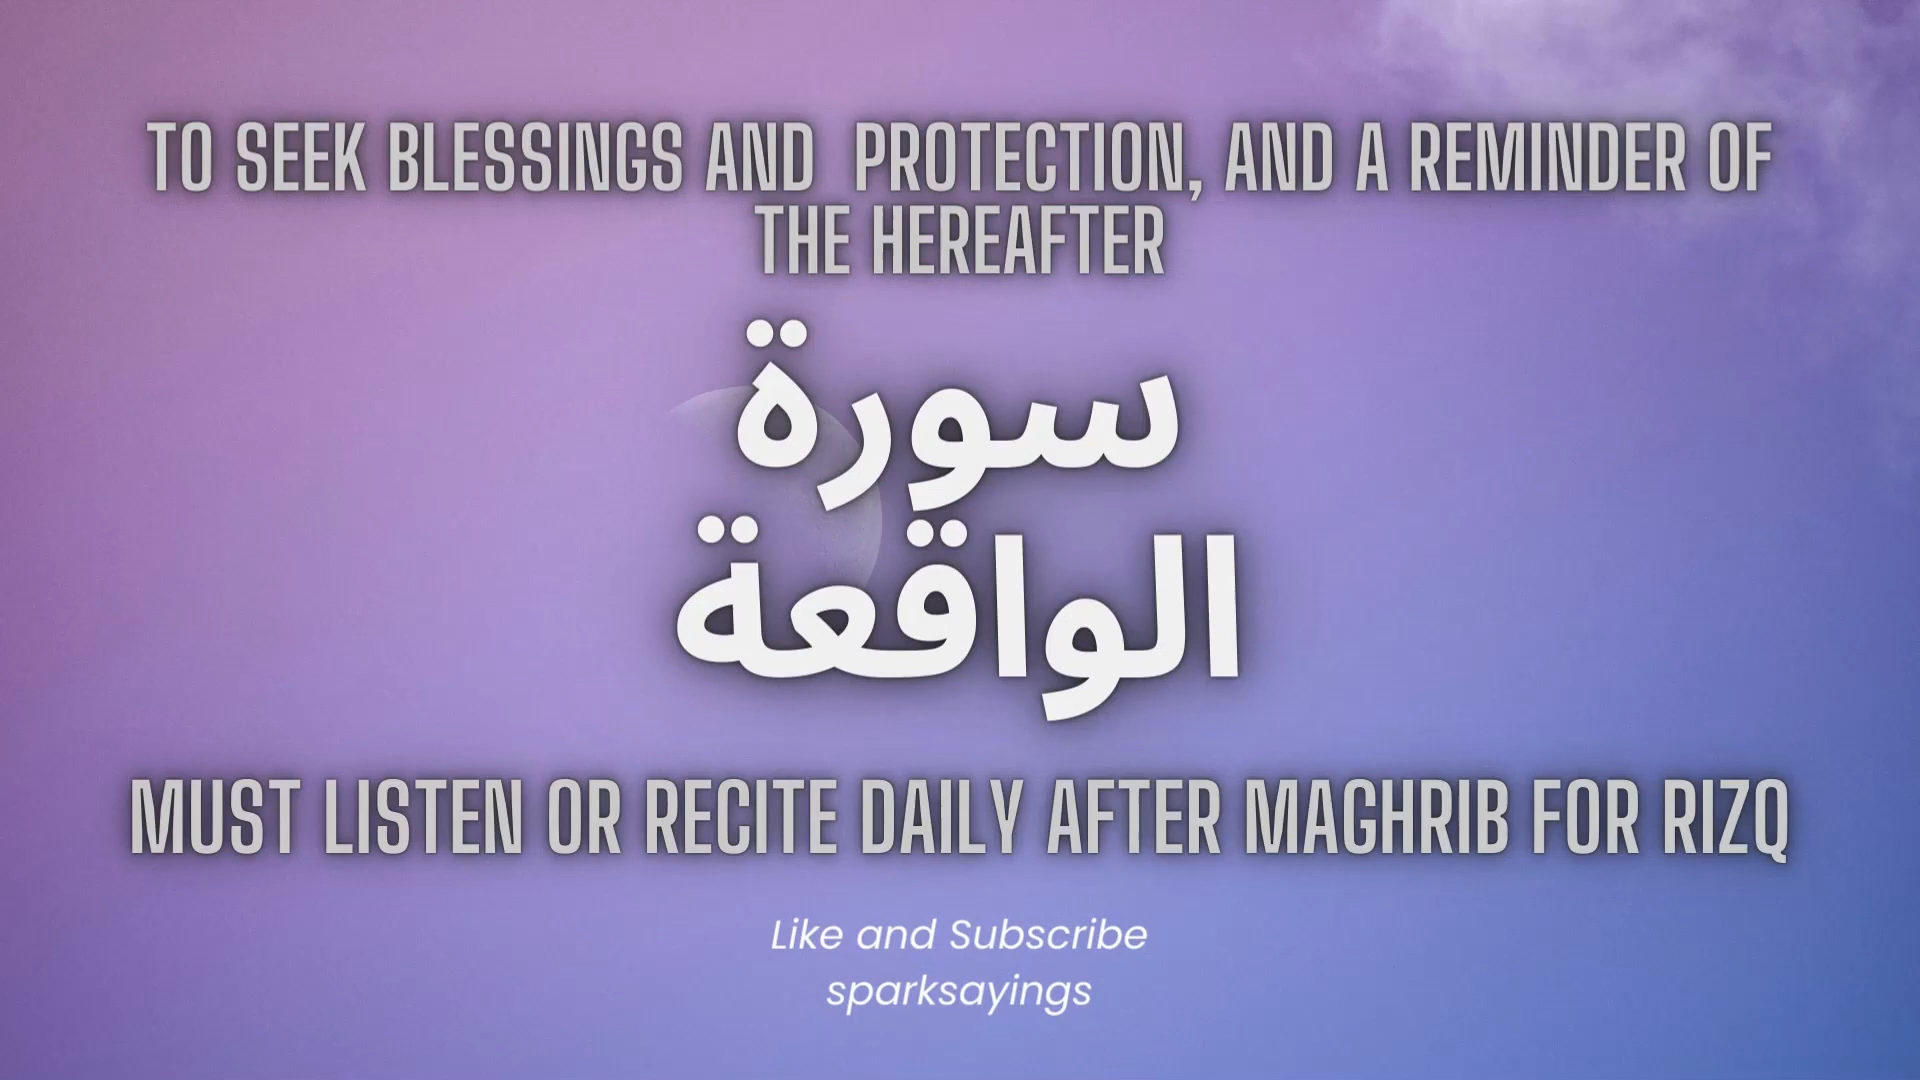 TO SEEK BLESSINGS AND PROTECTION, AND A REMINDER OF
THE HEREAFTER
سورة
الواقعة
MUST LISTEN OR RECITE DAILY AFTER MAGHRIB FOR RIZQ
Like and Subscribe
sparksayings